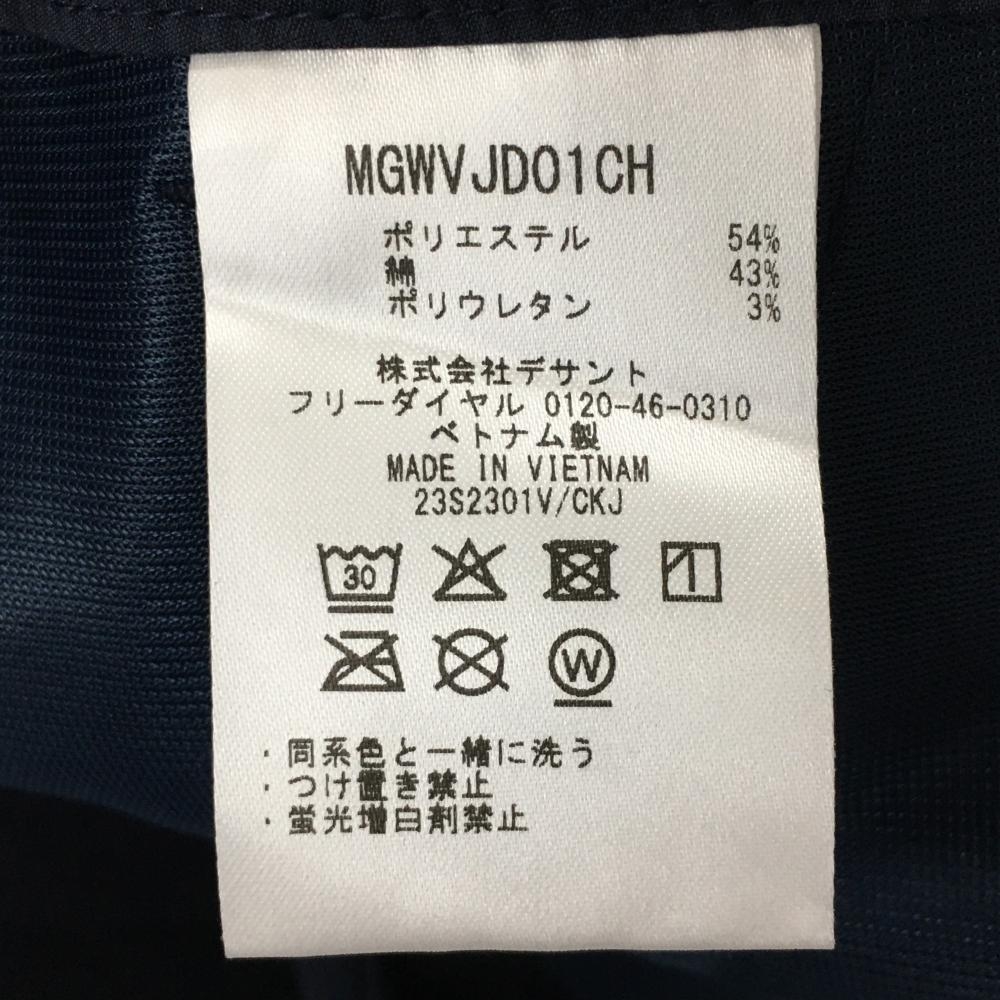 MGWVJD01CH
ポリエステル 54%
綿 43%
ポリウレタン 3%
株式会社デサント
フリーダイヤル 0120-46-0310
ベトナム製
MADE IN VIETNAM
23S2301V/CKJ
30
W
・同系色と一緒に洗う
・つけ置き禁止
・蛍光増白剤禁止